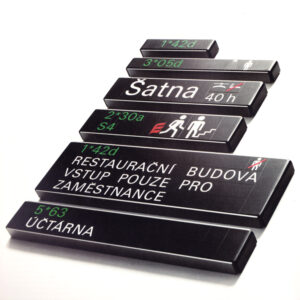 1*42d
3*05d
Šatna
40 h
2*30a
S4
1*42d
RESTAURAČNÍ BUDOVA
VSTUP POUZE PRO
ZAMĚSTNANCE
5*63
ÚČTÁRNA